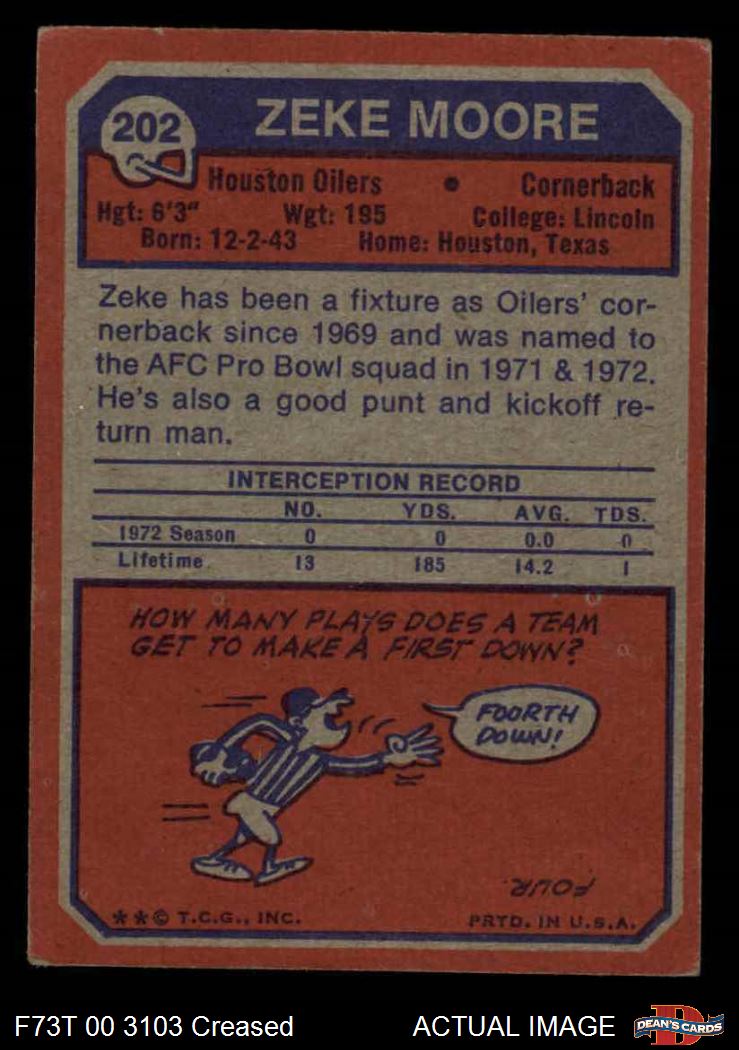 202
ZEKE MOORE
Houston Oilers • Cornerback
Hgt: 6'3" Wgt: 195 College: Lincoln
Born: 12-2-43 Home: Houston, Texas
Zeke has been a fixture as Oilers' cor-
nerback since 1969 and was named to
the AFC Pro Bowl squad in 1971 & 1972.
He's also a good punt and kickoff re-
turn man.
INTERCEPTION RECORD
NO. YDS. AVG. TDS.
1972 Season 0 0 0.0 0
Lifetime 13 185 14.2 1
HOW MANY PLAYS DOES A TEAM
GET TO MAKE A FIRST DOWN?
FOORTH
DOWN!
FOUR.
**© T.C.G., INC. PRTD. IN U.S.A.
F73T 00 3103 Creased ACTUAL IMAGE
D
DEAN'S CARDS